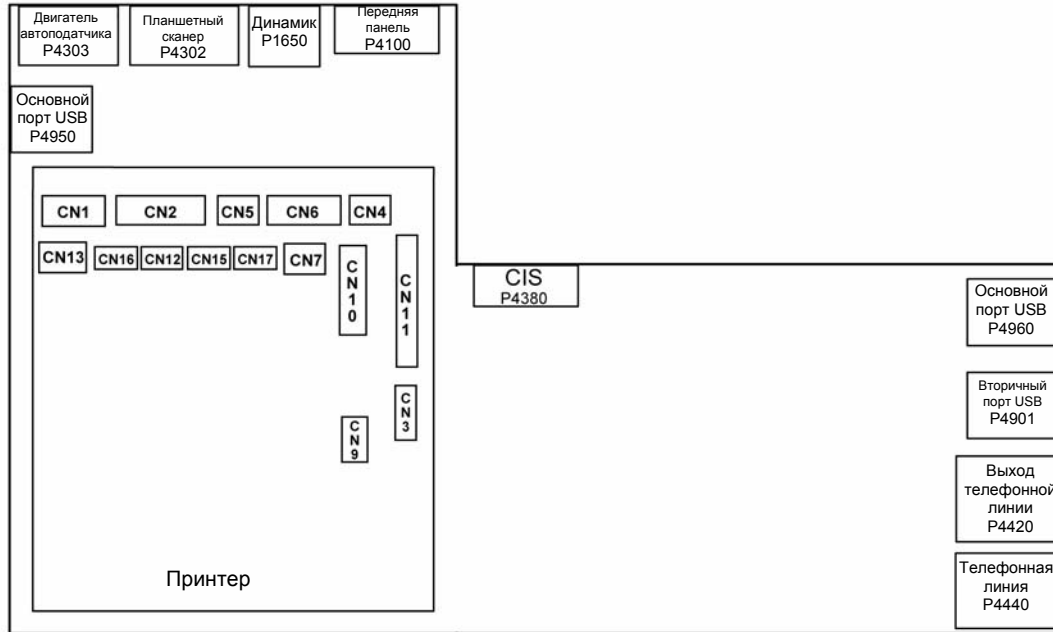 Двигатель
автоподатчика
P4303
Планшетный
сканер
P4302
Динамик
P1650
Передняя
панель
P4100
Основной
порт USB
P4950
CN1
CN2
CN5
CN6
CN4
CN13
CN16
CN12
CN15
CN17
CN7
CN10
CN11
CN3
CN9
Принтер
CIS
P4380
Основной
порт USB
P4960
Вторичный
порт USB
P4901
Выход
телефонной
линии
P4420
Телефонная
линия
P4440